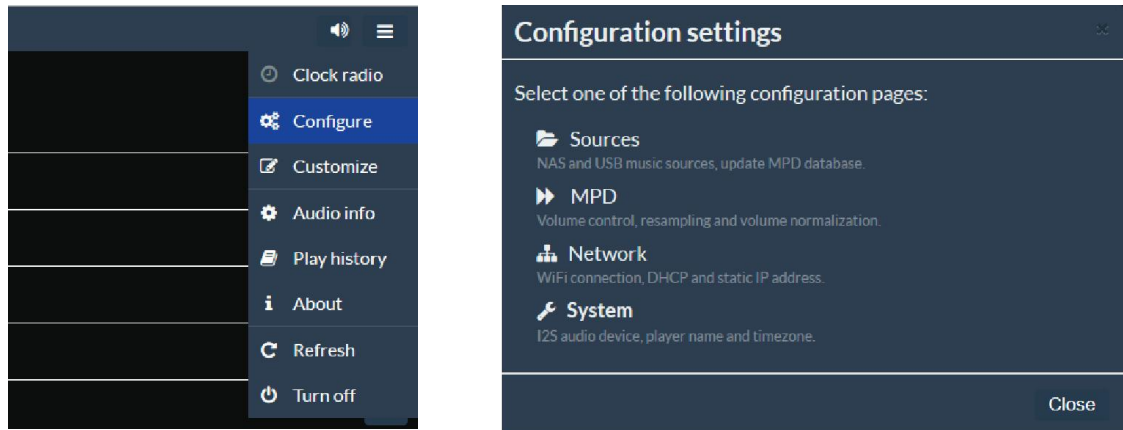 Clock radio
Configure
Customize
Audio info
Play history
About
Refresh
Turn off
Configuration settings
Select one of the following configuration pages:
Sources
NAS and USB music sources, update MPD database.
MPD
Volume control, resampling and volume normalization.
Network
WiFi connection, DHCP and static IP address.
System
I2S audio device, player name and timezone.
Close